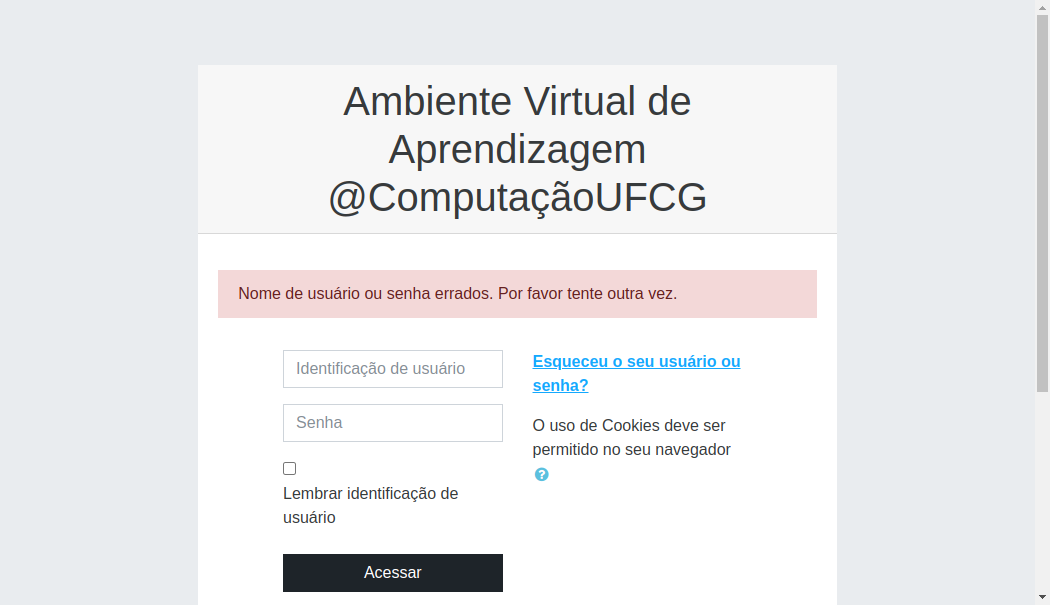 Ambiente Virtual de
Aprendizagem
@ComputaçãoUFCG
Nome de usuário ou senha errados. Por favor tente outra vez.
Identificação de usuário
Senha
Lembrar identificação de
usuário
Acessar
Esqueceu o seu usuário ou
senha?
O uso de Cookies deve ser
permitido no seu navegador